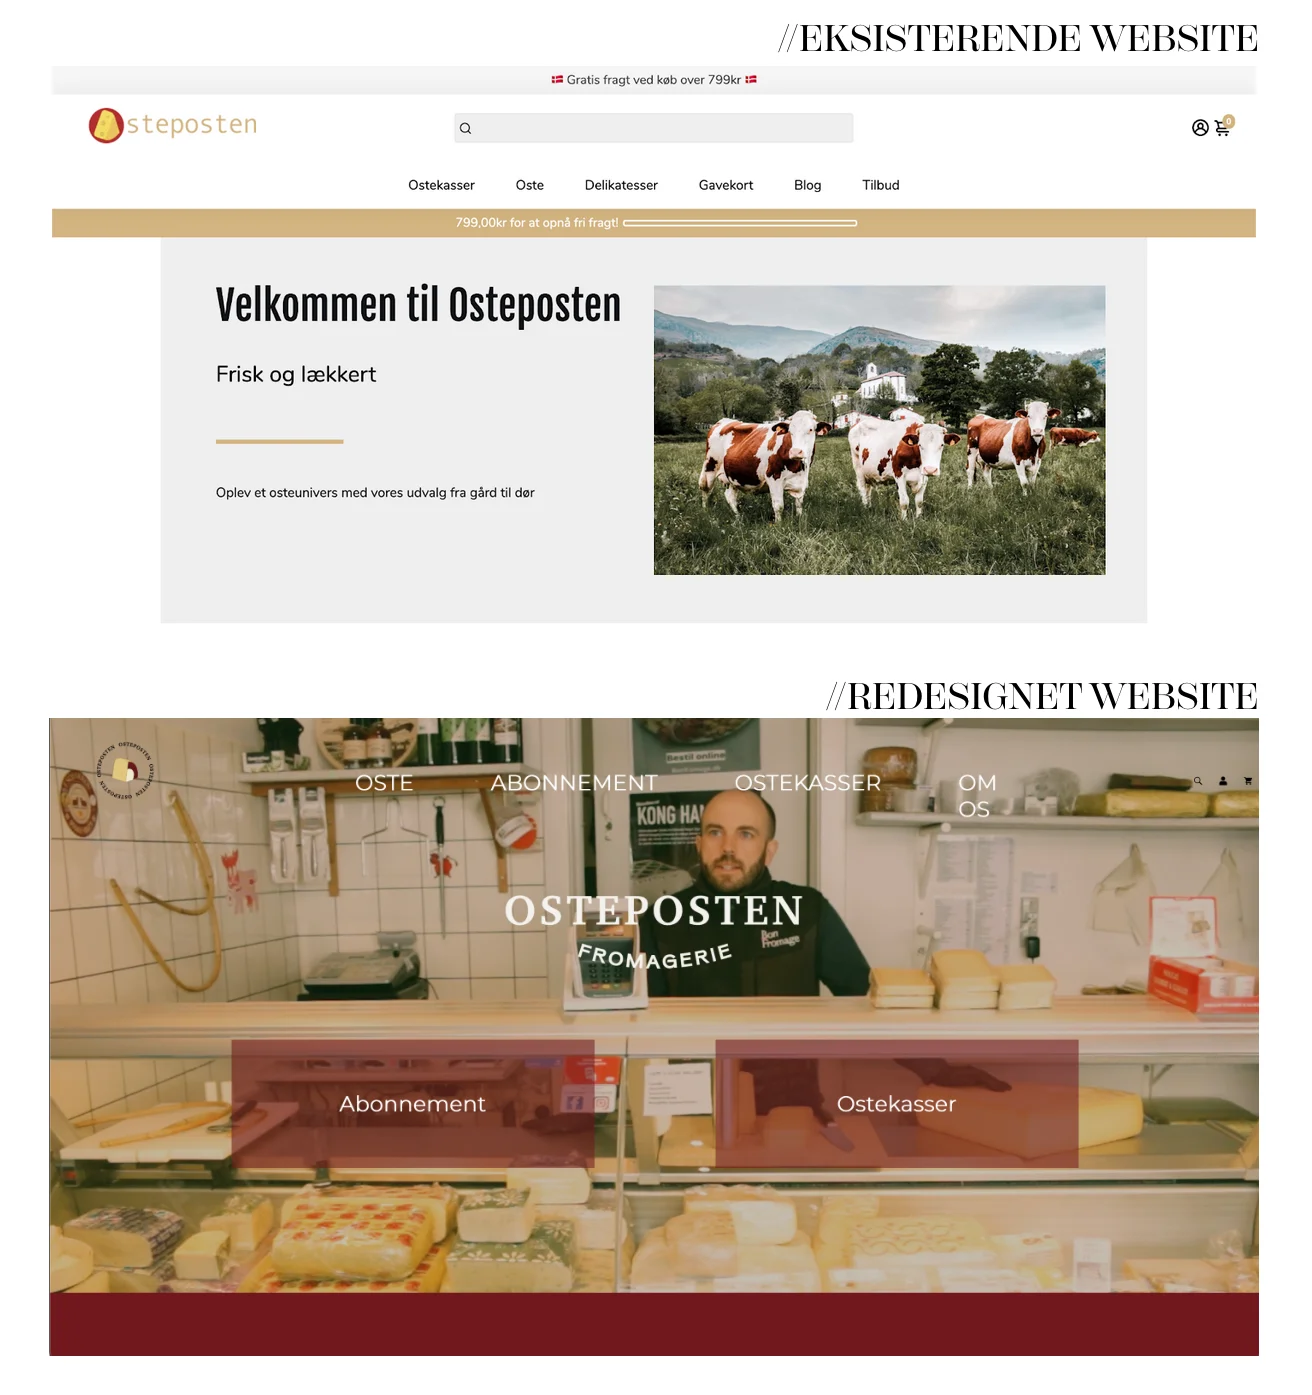 //EKSISTERENDE WEBSITE
Gratis fragt ved køb over 799kr
steposten
0
Ostekasser Oste Delikatesser Gavekort Blog Tilbud
799,00kr for at opnå fri fragt!
Velkommen til Osteposten
Frisk og lækkert
Oplev et osteunivers med vores udvalg fra gård til dør
//REDESIGNET WEBSITE
OSTEPOSTEN OSTEPOSTEN OSTEPOSTEN
Bestil online
OSTE ABONNEMENT OSTEKASSER OM
OS
KONG HA
OSTEPOSTEN
Bon
Fromage
FROMAGERIE
Abonnement Ostekasser